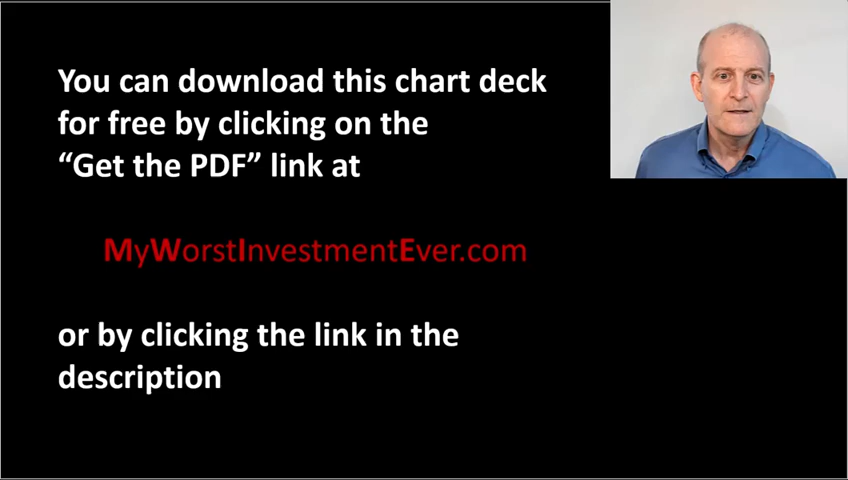 You can download this chart deck
for free by clicking on the
“Get the PDF” link at
MyWorstInvestmentEver.com
or by clicking the link in the
description